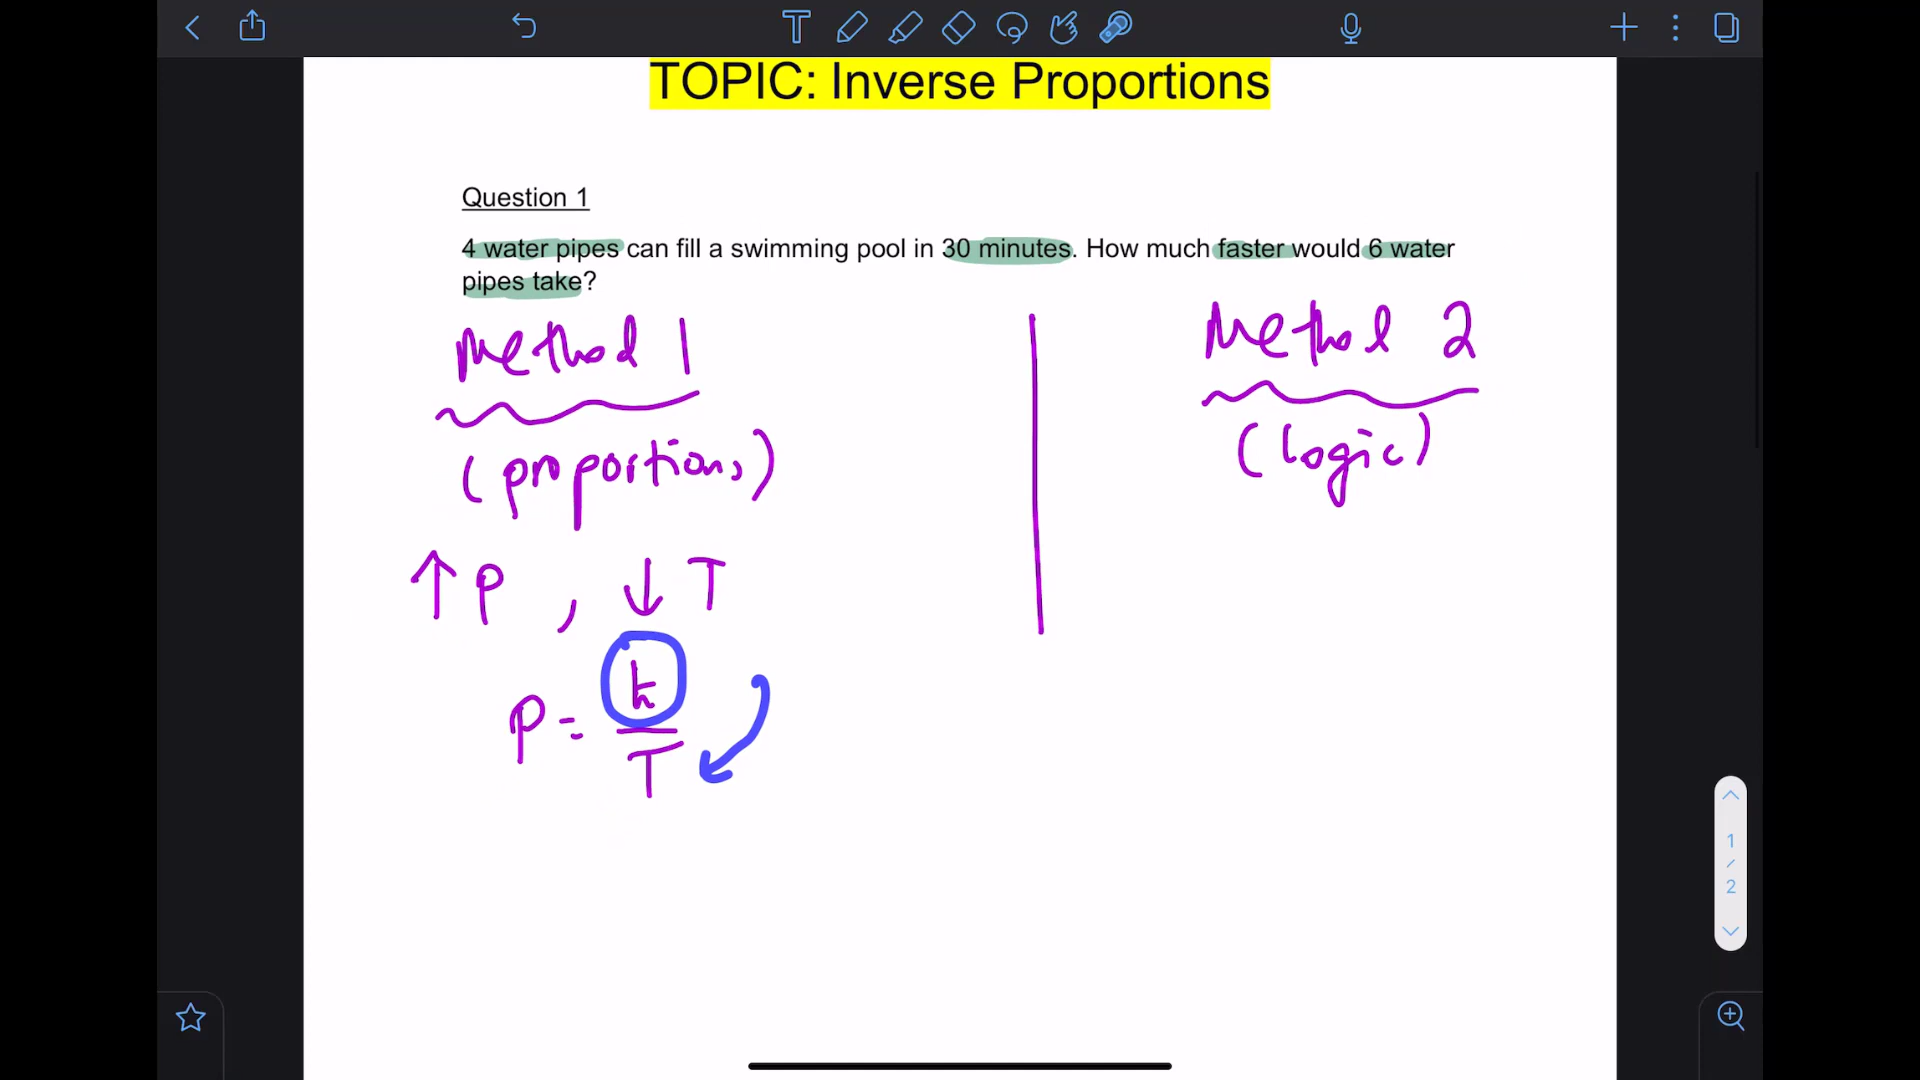 TOPIC: Inverse Proportions
Question 1
4 water pipes can fill a swimming pool in 30 minutes. How much faster would 6 water
pipes take?
Method 1
(proportions)
↑ P , ↓ T
P = k
T
Method 2
(logic)
1
/
2